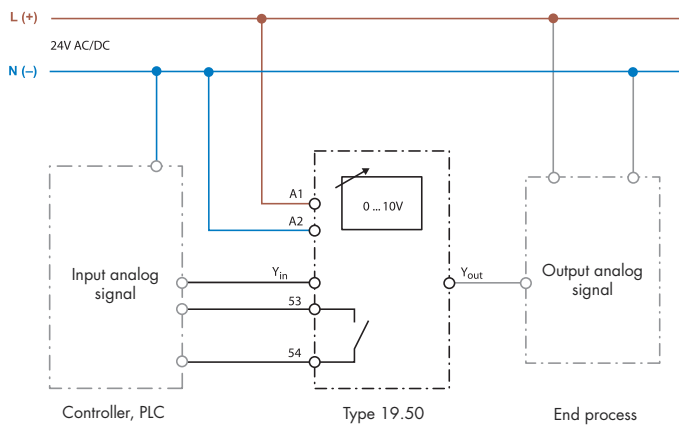 L (+)
24V AC/DC
N (–)
A1
0 ... 10V
A2
Input analog
signal
Yin
Yout
Output analog
signal
53
54
Controller, PLC
Type 19.50
End process